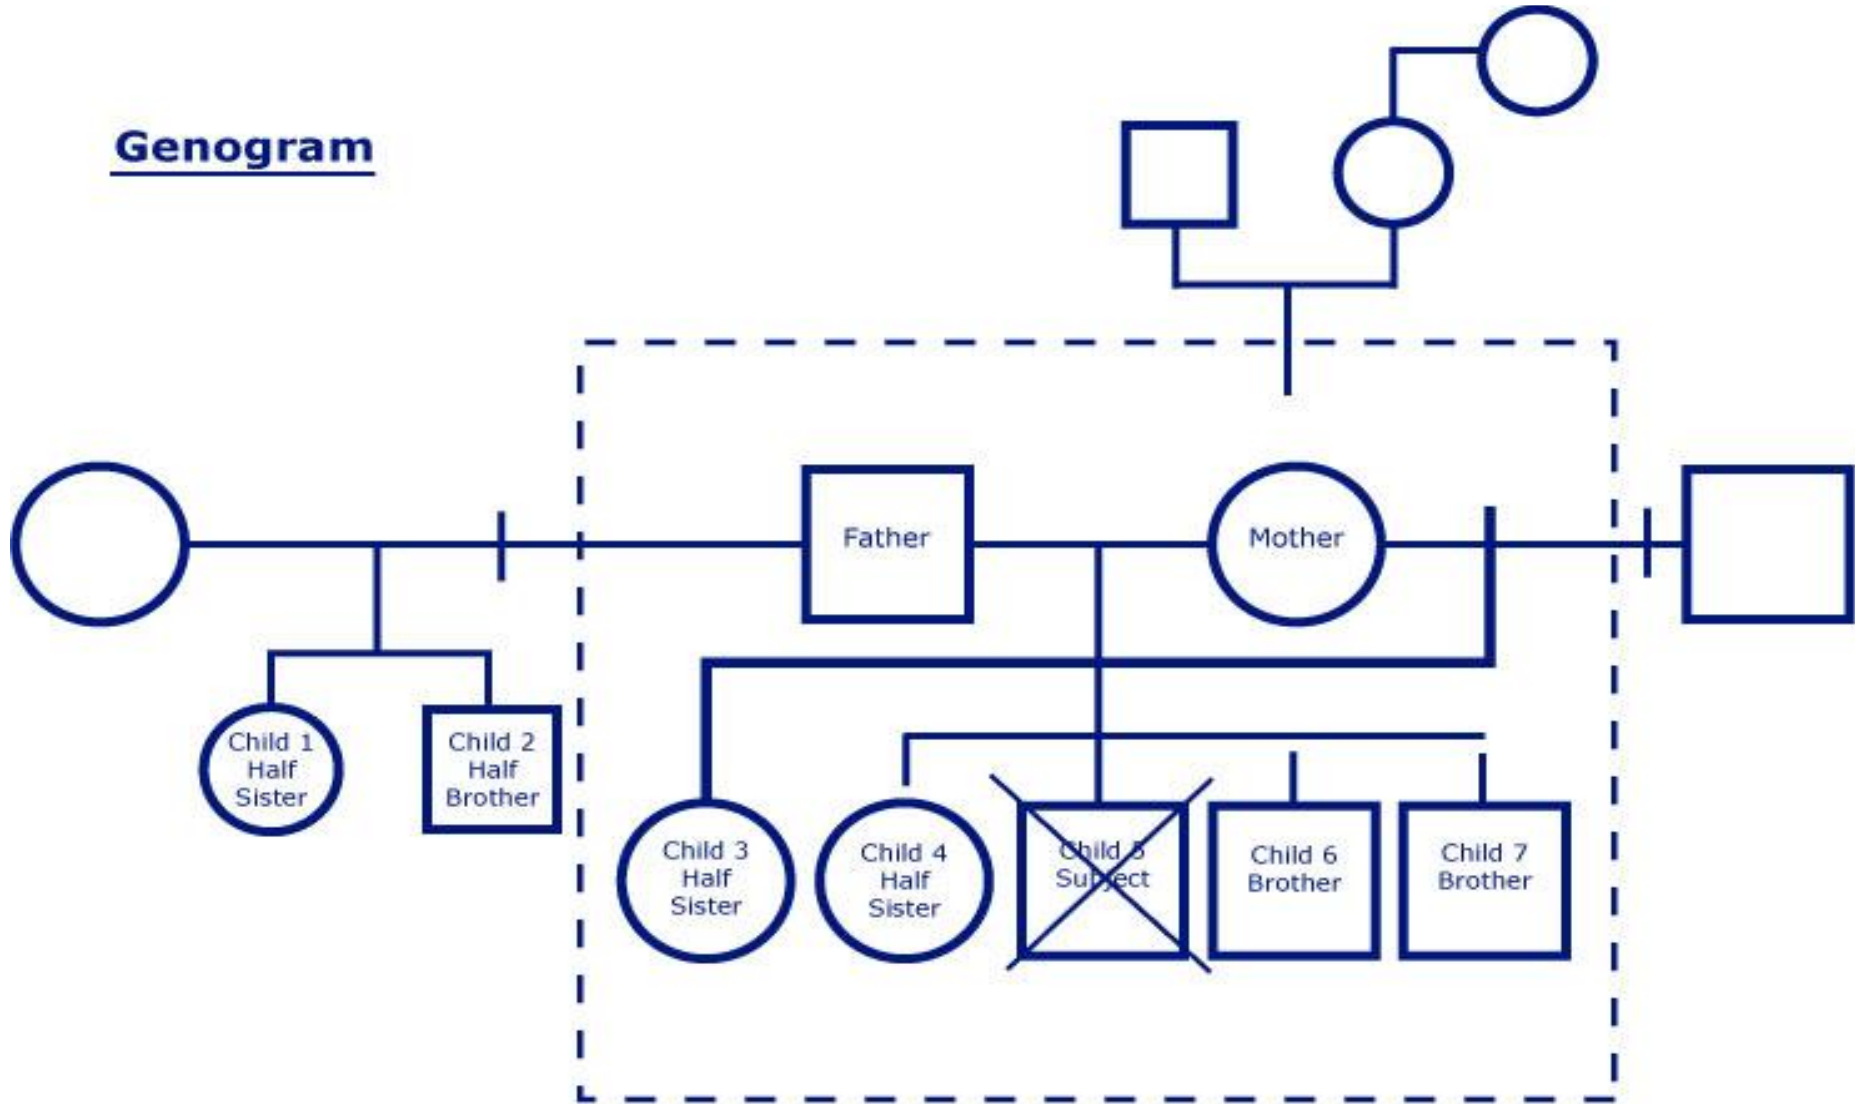 Genogram
Father
Mother
Child 1
Half
Sister
Child 2
Half
Brother
Child 3
Half
Sister
Child 4
Half
Sister
Child 5
Subject
Child 6
Brother
Child 7
Brother